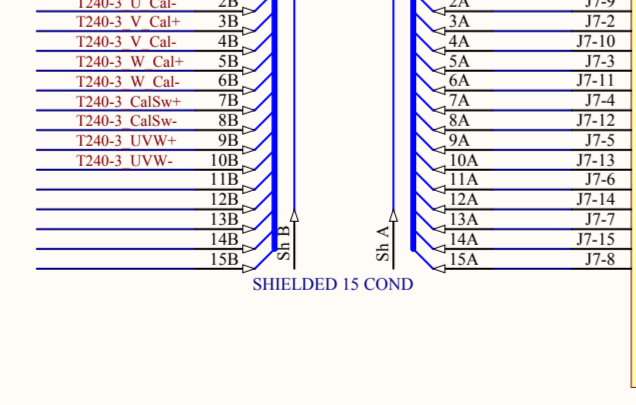 T240-3_U_Cal- 2B 2A J7-9
T240-3_V_Cal+ 3B 3A J7-2
T240-3_V_Cal- 4B 4A J7-10
T240-3_W_Cal+ 5B 5A J7-3
T240-3_W_Cal- 6B 6A J7-11
T240-3_CalSw+ 7B 7A J7-4
T240-3_CalSw- 8B 8A J7-12
T240-3_UVW+ 9B 9A J7-5
T240-3_UVW- 10B 10A J7-13
11B 11A J7-6
12B 12A J7-14
13B 13A J7-7
14B 14A J7-15
15B 15A J7-8
Sh B
Sh A
SHIELDED 15 COND